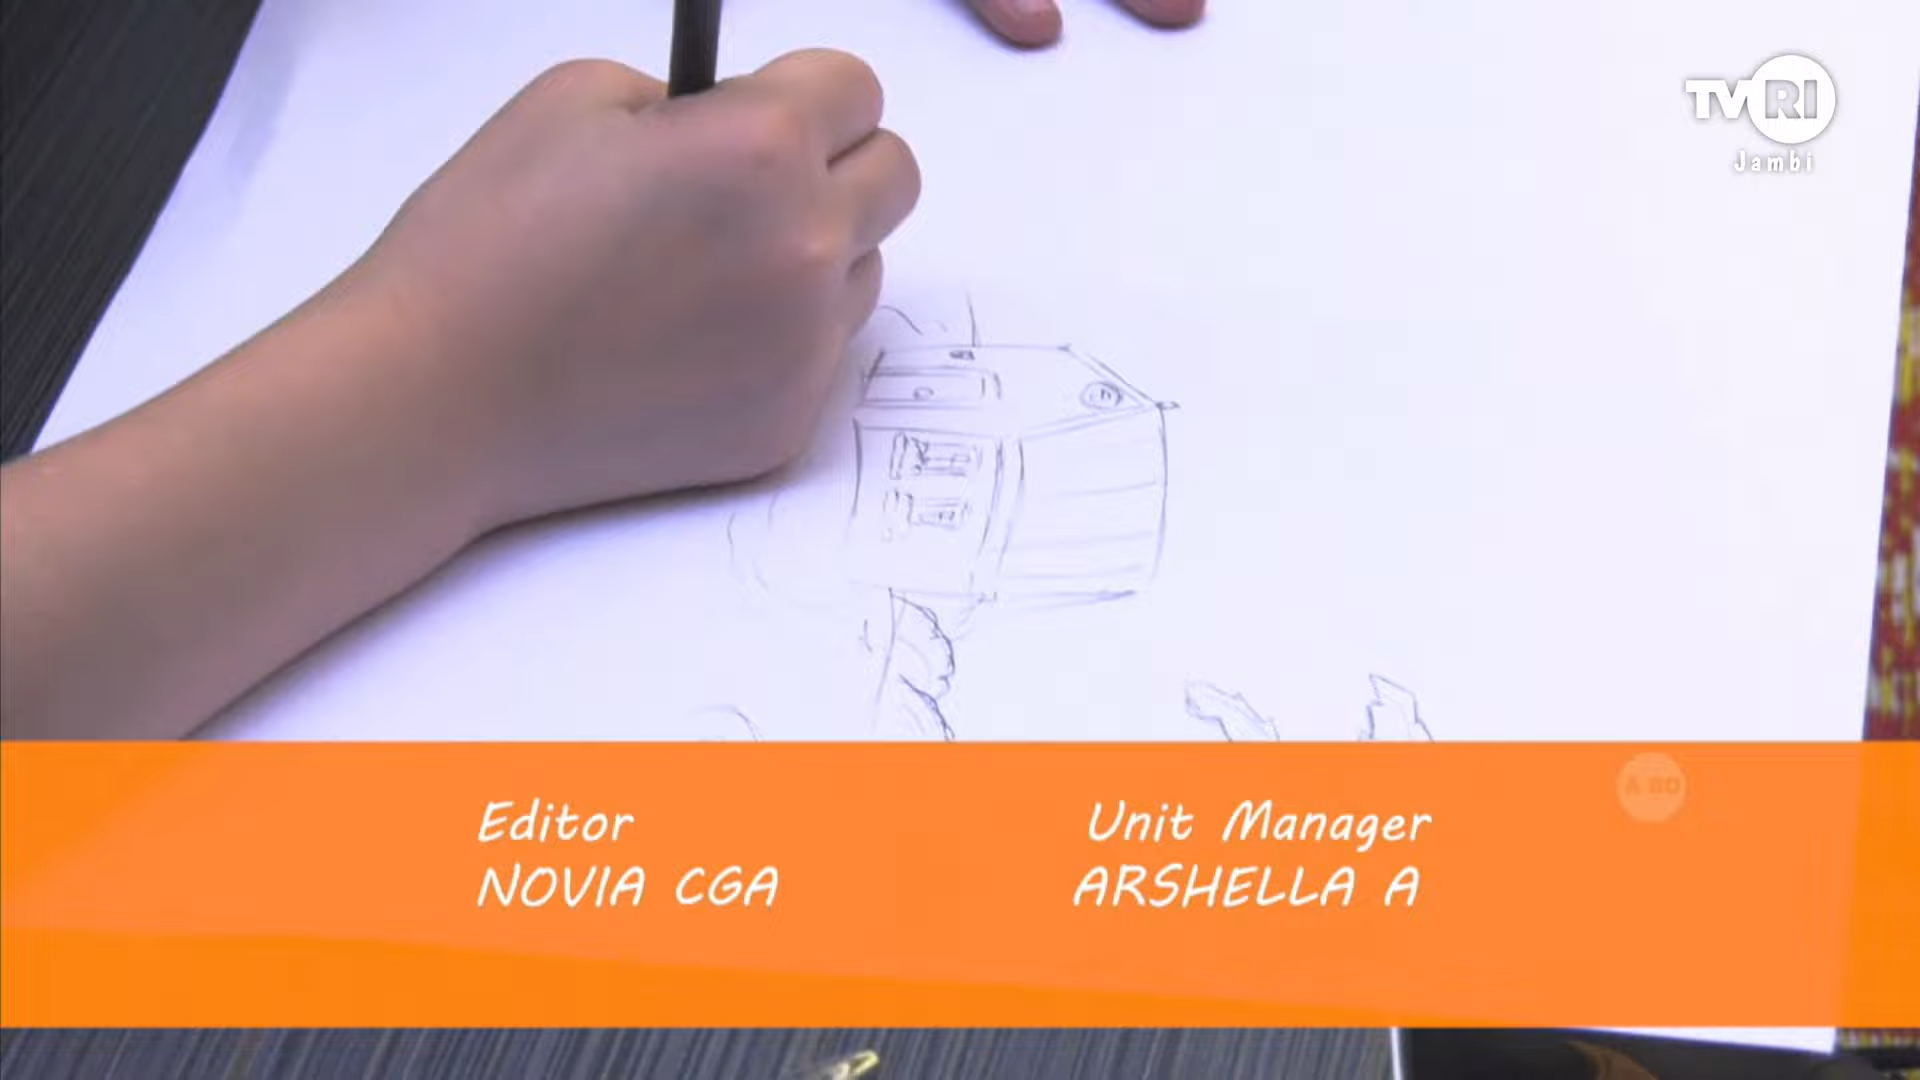 TVRI
Jambi
Editor
NOVIA CGA
Unit Manager
ARSHELLA A